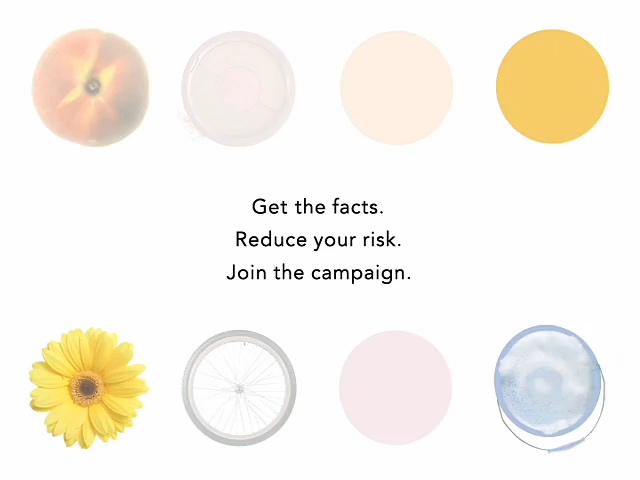 Get the facts.
Reduce your risk.
Join the campaign.